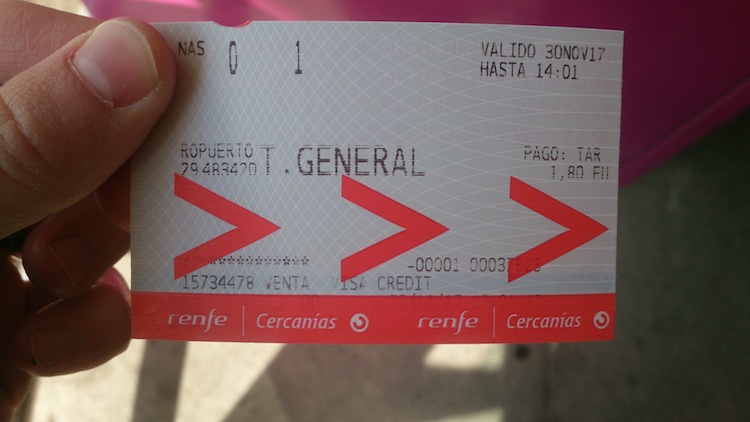 NAS 0 1 VALIDO 30NOV17
HASTA 14:01
ROPUERTO T.GENERAL PAGO: TAR
29483420 1,80 EU
*************
-00001
15734478 VENTA VISA CREDIT
renfe Cercanías renfe Cercanías